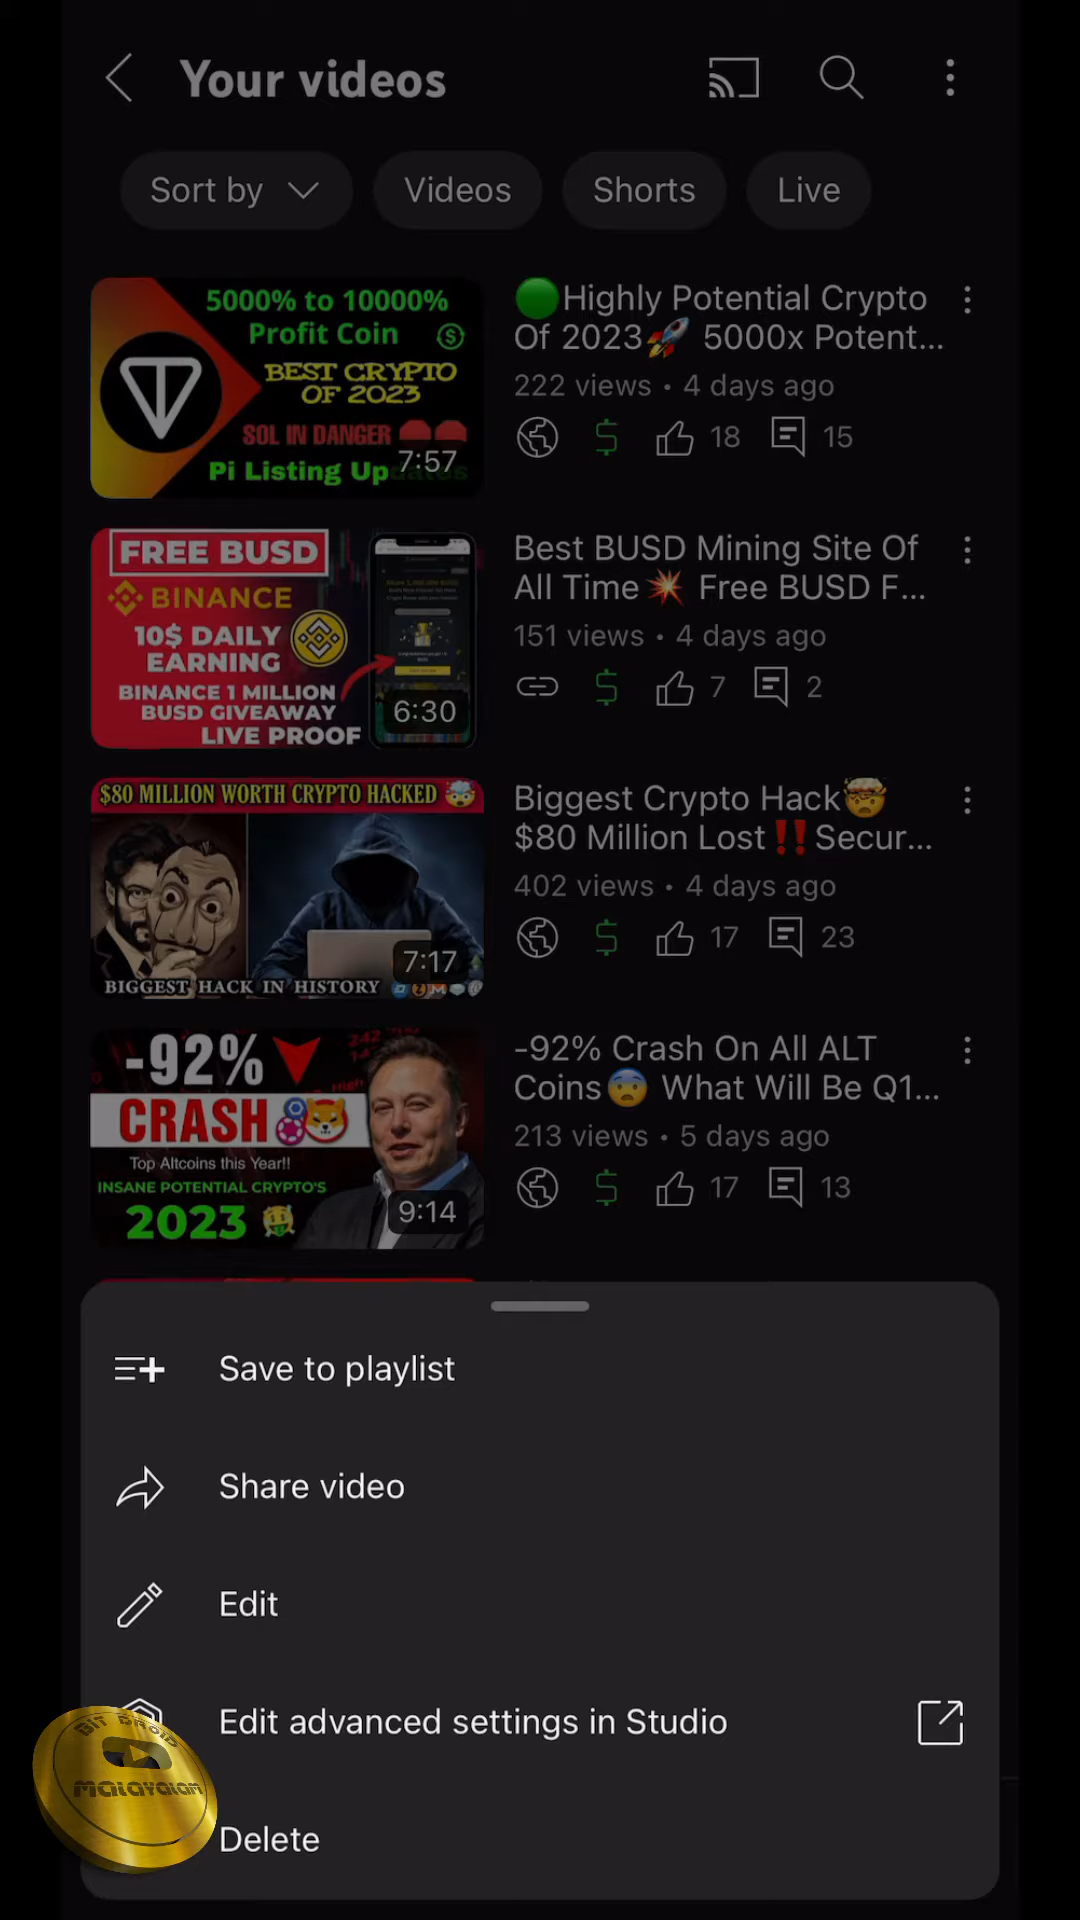 Your videos
Sort by
Videos
Shorts
Live
5000% to 10000%
Profit Coin
BEST CRYPTO
OF 2023
SOL IN DANGER
Pi Listing Updates
7:57
🟢Highly Potential Crypto
Of 2023🚀 5000x Potent...
222 views • 4 days ago
18
15
FREE BUSD
BINANCE
10$ DAILY
EARNING
BINANCE 1 MILLION
BUSD GIVEAWAY
LIVE PROOF
6:30
Best BUSD Mining Site Of
All Time💥 Free BUSD F...
151 views • 4 days ago
7
2
$80 MILLION WORTH CRYPTO HACKED 🤯
BIGGEST HACK IN HISTORY
7:17
Biggest Crypto Hack🤯
$80 Million Lost‼️Secur...
402 views • 4 days ago
17
23
-92%
CRASH
Top Altcoins this Year!!
INSANE POTENTIAL CRYPTO'S
2023 🤑
9:14
-92% Crash On All ALT
Coins😨 What Will Be Q1...
213 views • 5 days ago
17
13
Save to playlist
Share video
Edit
Edit advanced settings in Studio
Delete
BIT DROID
MALAYALAM